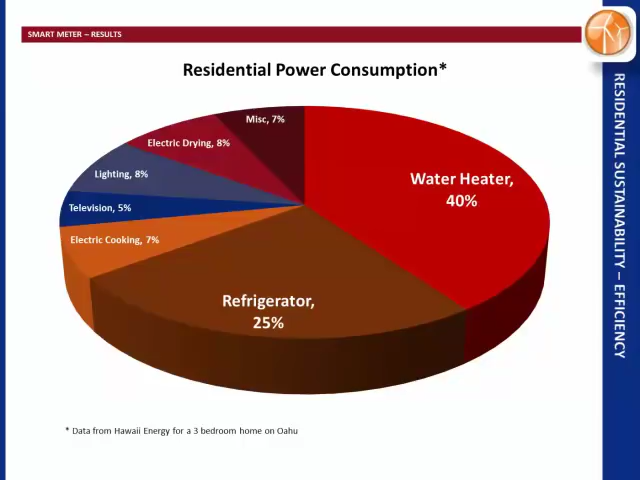 SMART METER – RESULTS
Residential Power Consumption*
Misc, 7%
Electric Drying, 8%
Lighting, 8%
Television, 5%
Electric Cooking, 7%
Water Heater,
40%
Refrigerator,
25%
* Data from Hawaii Energy for a 3 bedroom home on Oahu
RESIDENTIAL SUSTAINABILITY – EFFICIENCY